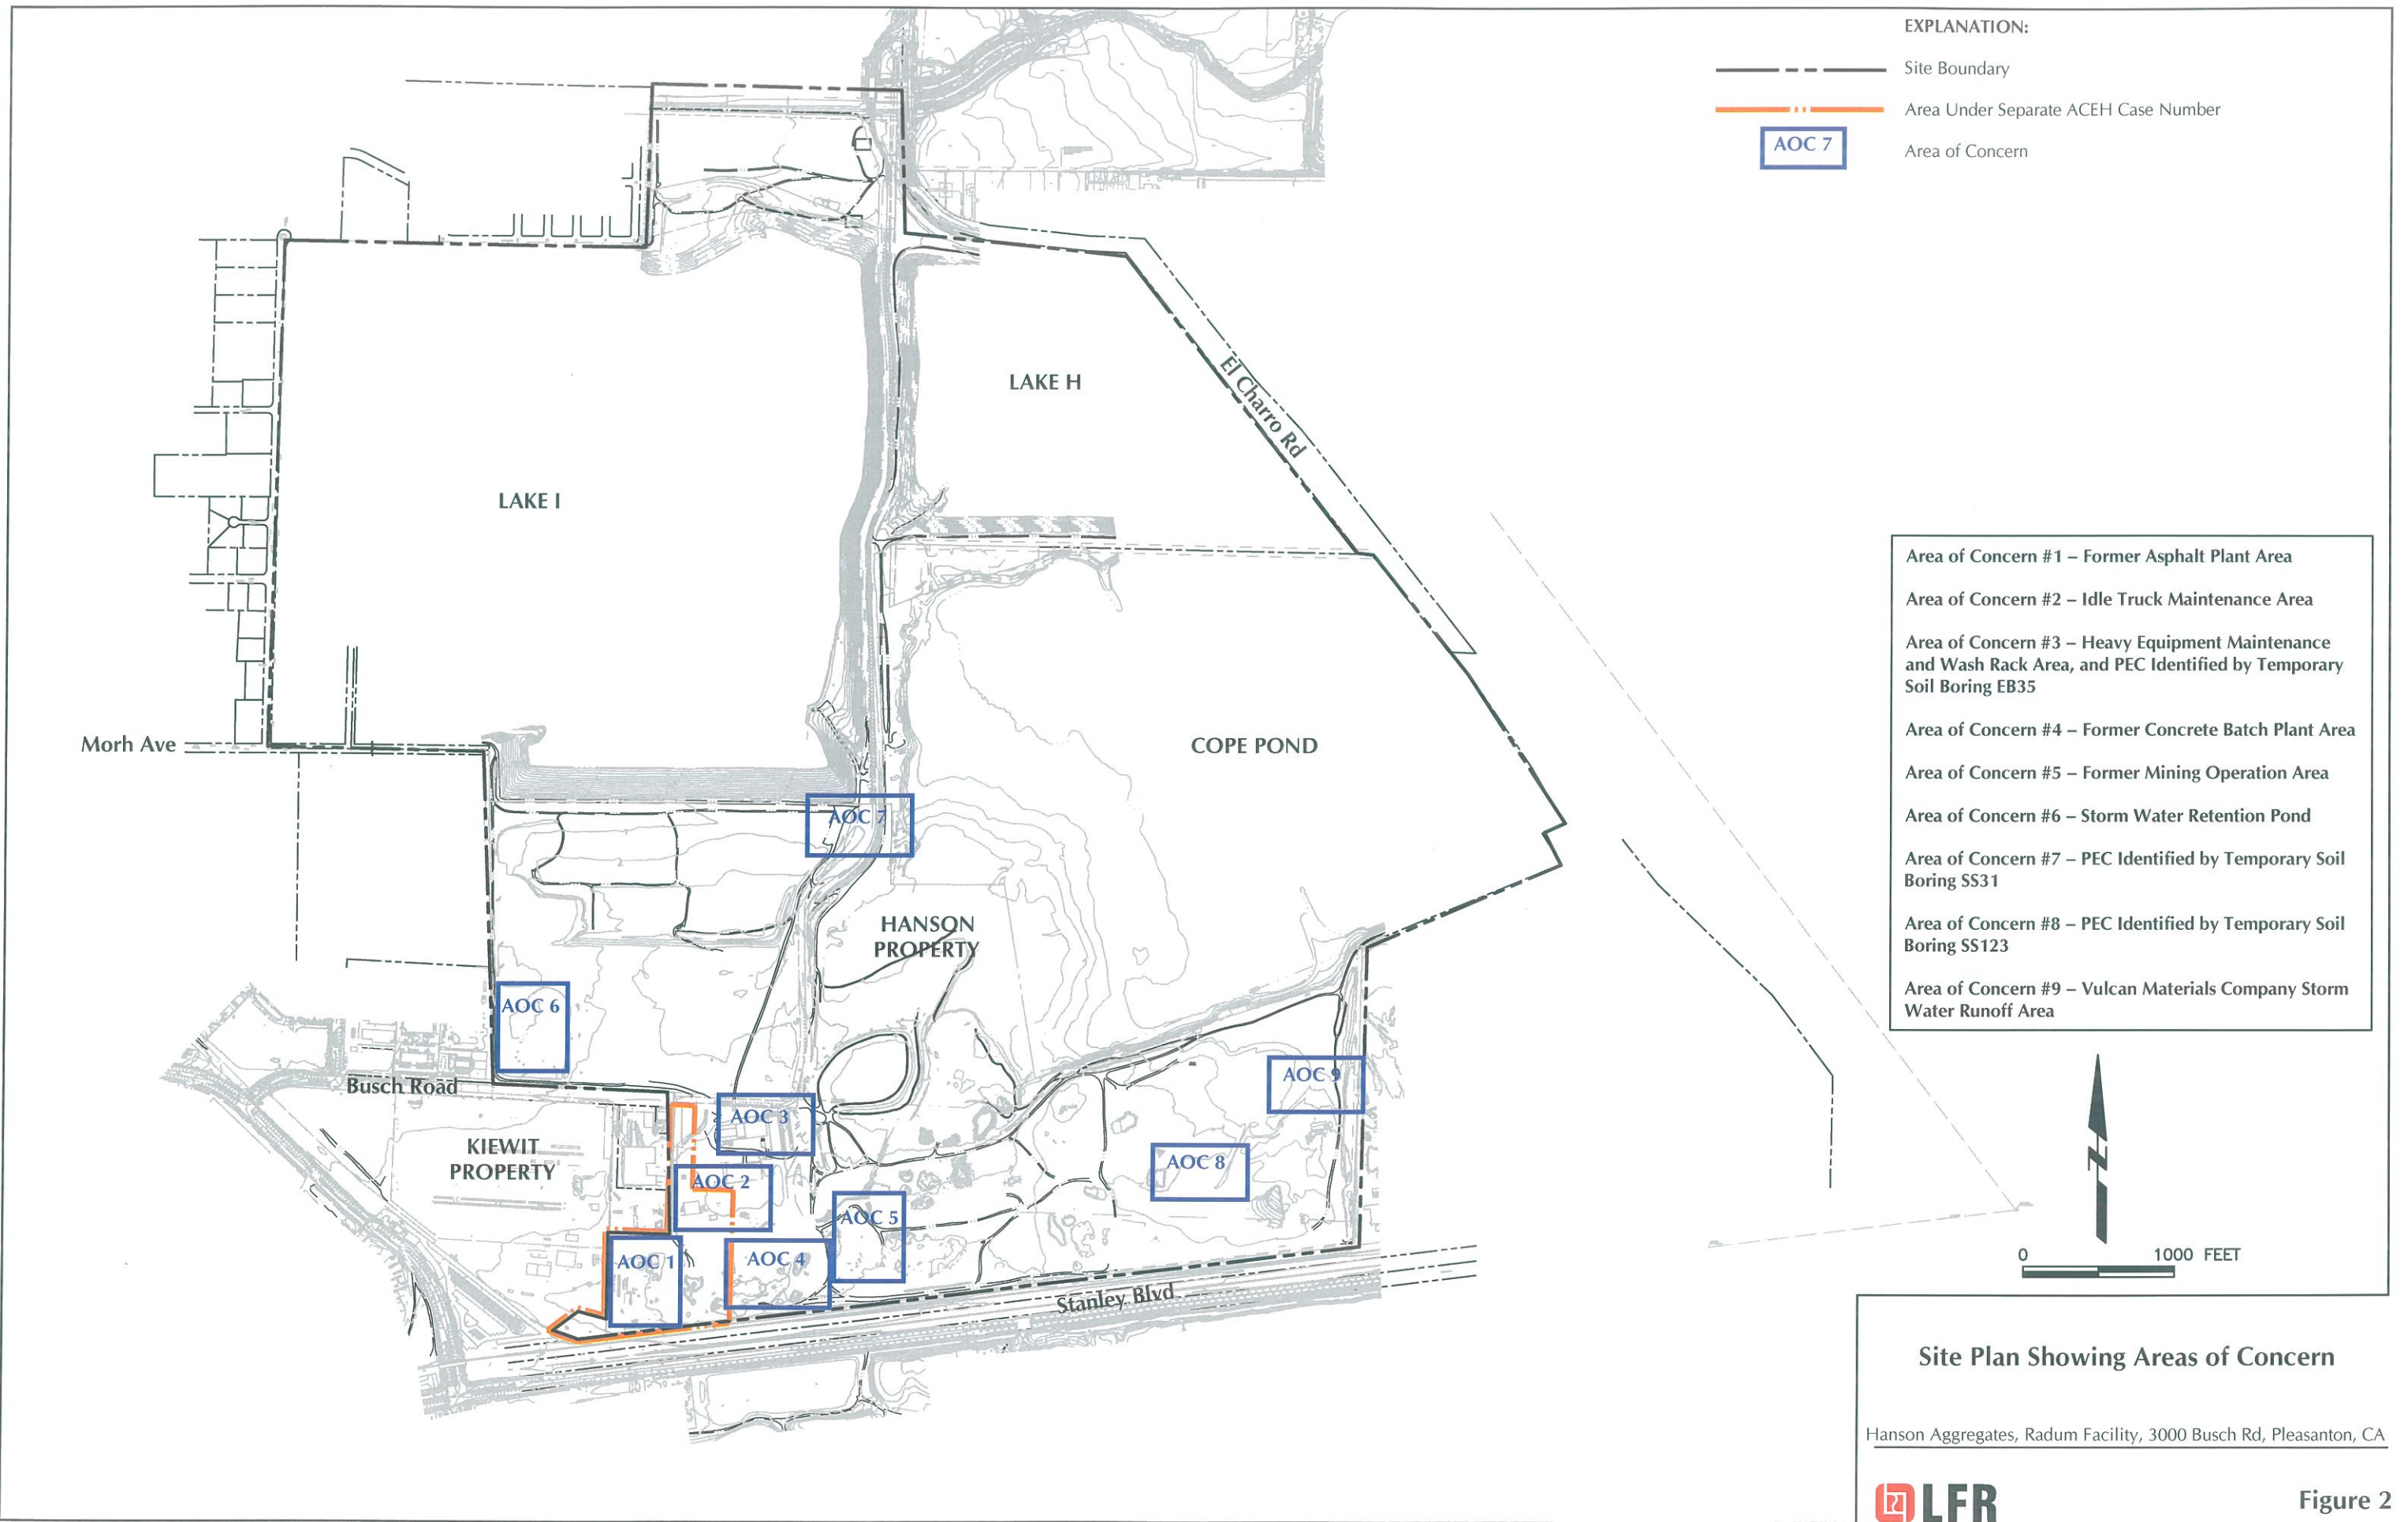 EXPLANATION:
Site Boundary
Area Under Separate ACEH Case Number
AOC 7
Area of Concern
LAKE H
El Charro Rd
LAKE I
Area of Concern #1 – Former Asphalt Plant Area
Area of Concern #2 – Idle Truck Maintenance Area
Area of Concern #3 – Heavy Equipment Maintenance
and Wash Rack Area, and PEC Identified by Temporary
Soil Boring EB35
Area of Concern #4 – Former Concrete Batch Plant Area
Area of Concern #5 – Former Mining Operation Area
Area of Concern #6 – Storm Water Retention Pond
Area of Concern #7 – PEC Identified by Temporary Soil
Boring SS31
Area of Concern #8 – PEC Identified by Temporary Soil
Boring SS123
Area of Concern #9 – Vulcan Materials Company Storm
Water Runoff Area
Morh Ave
COPE POND
AOC 7
HANSON
PROPERTY
AOC 6
Busch Road
AOC 9
AOC 3
KIEWIT
PROPERTY
AOC 8
AOC 2
AOC 5
AOC 1
AOC 4
Stanley Blvd
N
0 1000 FEET
Site Plan Showing Areas of Concern
Hanson Aggregates, Radum Facility, 3000 Busch Rd, Pleasanton, CA
LFR
Figure 2